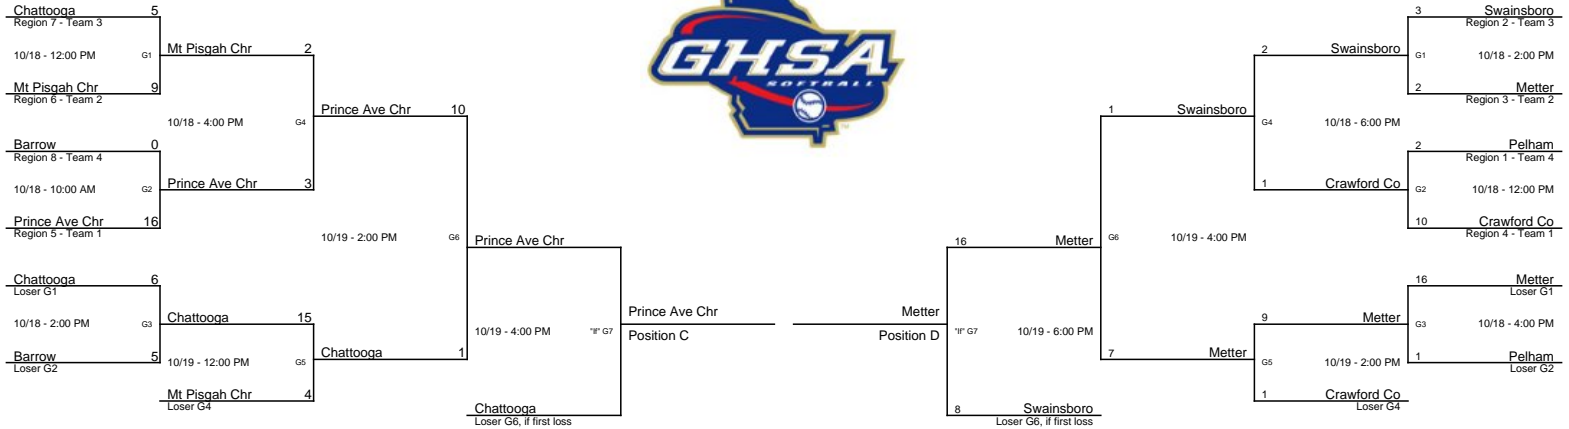 GHSA
SOFTBALL
Chattooga 5
Region 7 - Team 3
10/18 - 12:00 PM G1
Mt Pisgah Chr 2
Mt Pisgah Chr 9
Region 6 - Team 2
10/18 - 4:00 PM G4
Prince Ave Chr 10
Barrow 0
Region 8 - Team 4
10/18 - 10:00 AM G2
Prince Ave Chr 3
Prince Ave Chr 16
Region 5 - Team 1
10/19 - 2:00 PM G6
Prince Ave Chr
Chattooga 6
Loser G1
10/18 - 2:00 PM G3
Chattooga 15
Barrow 5
Loser G2
10/19 - 12:00 PM G5
Chattooga 1
Mt Pisgah Chr 4
Loser G4
10/19 - 4:00 PM "If" G7
Prince Ave Chr
Position C
Chattooga
Loser G6, if first loss
3 Swainsboro
Region 2 - Team 3
2 Swainsboro
G1 10/18 - 2:00 PM
2 Metter
Region 3 - Team 2
1 Swainsboro
G4 10/18 - 6:00 PM
2 Pelham
Region 1 - Team 4
1 Crawford Co
G2 10/18 - 12:00 PM
10 Crawford Co
Region 4 - Team 1
16 Metter
G6 10/19 - 4:00 PM
16 Metter
Loser G1
9 Metter
G3 10/18 - 4:00 PM
1 Pelham
Loser G2
7 Metter
G5 10/19 - 2:00 PM
1 Crawford Co
Loser G4
Metter
Position D
"If" G7 10/19 - 6:00 PM
8 Swainsboro
Loser G6, if first loss